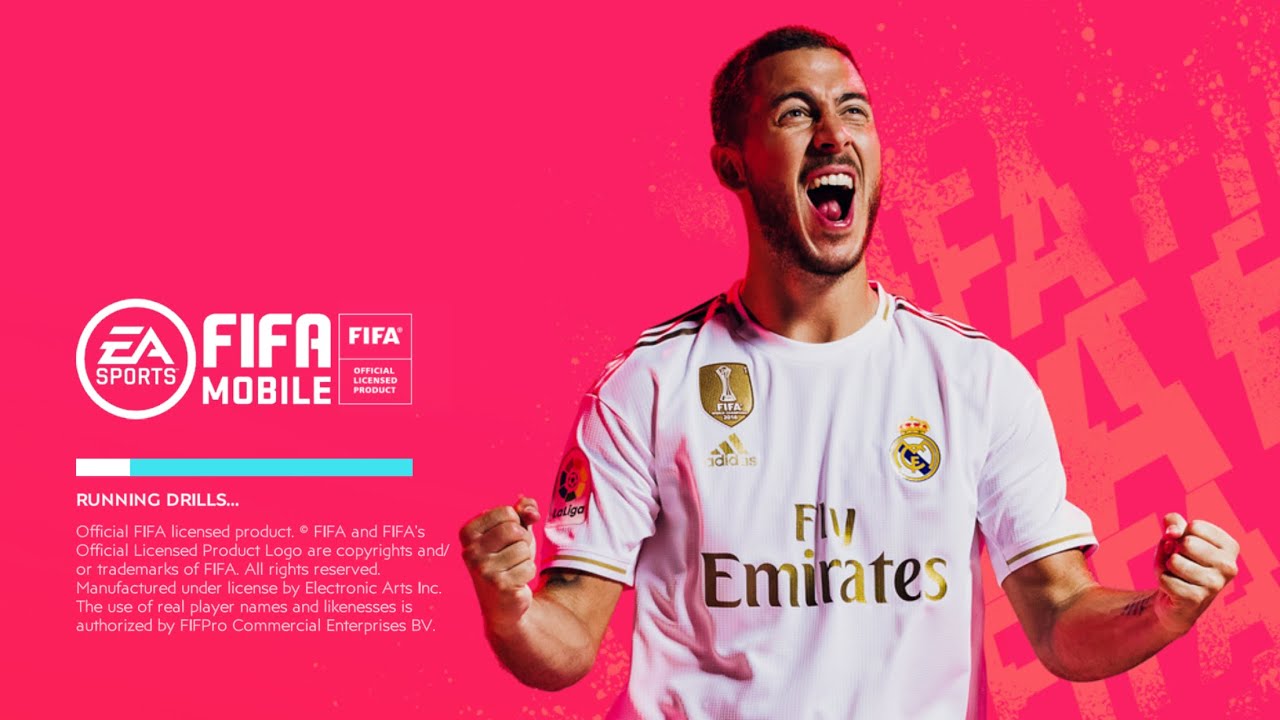 EA
SPORTS
FIFA
MOBILE
FIFA®
OFFICIAL
LICENSED
PRODUCT
RUNNING DRILLS...
Official FIFA licensed product. © FIFA and FIFA's
Official Licensed Product Logo are copyrights and/
or trademarks of FIFA. All rights reserved.
Manufactured under license by Electronic Arts Inc.
The use of real player names and likenesses is
authorized by FIFPro Commercial Enterprises BV.
FIFA
2018
adidas
LaLiga
Fly
Emirates